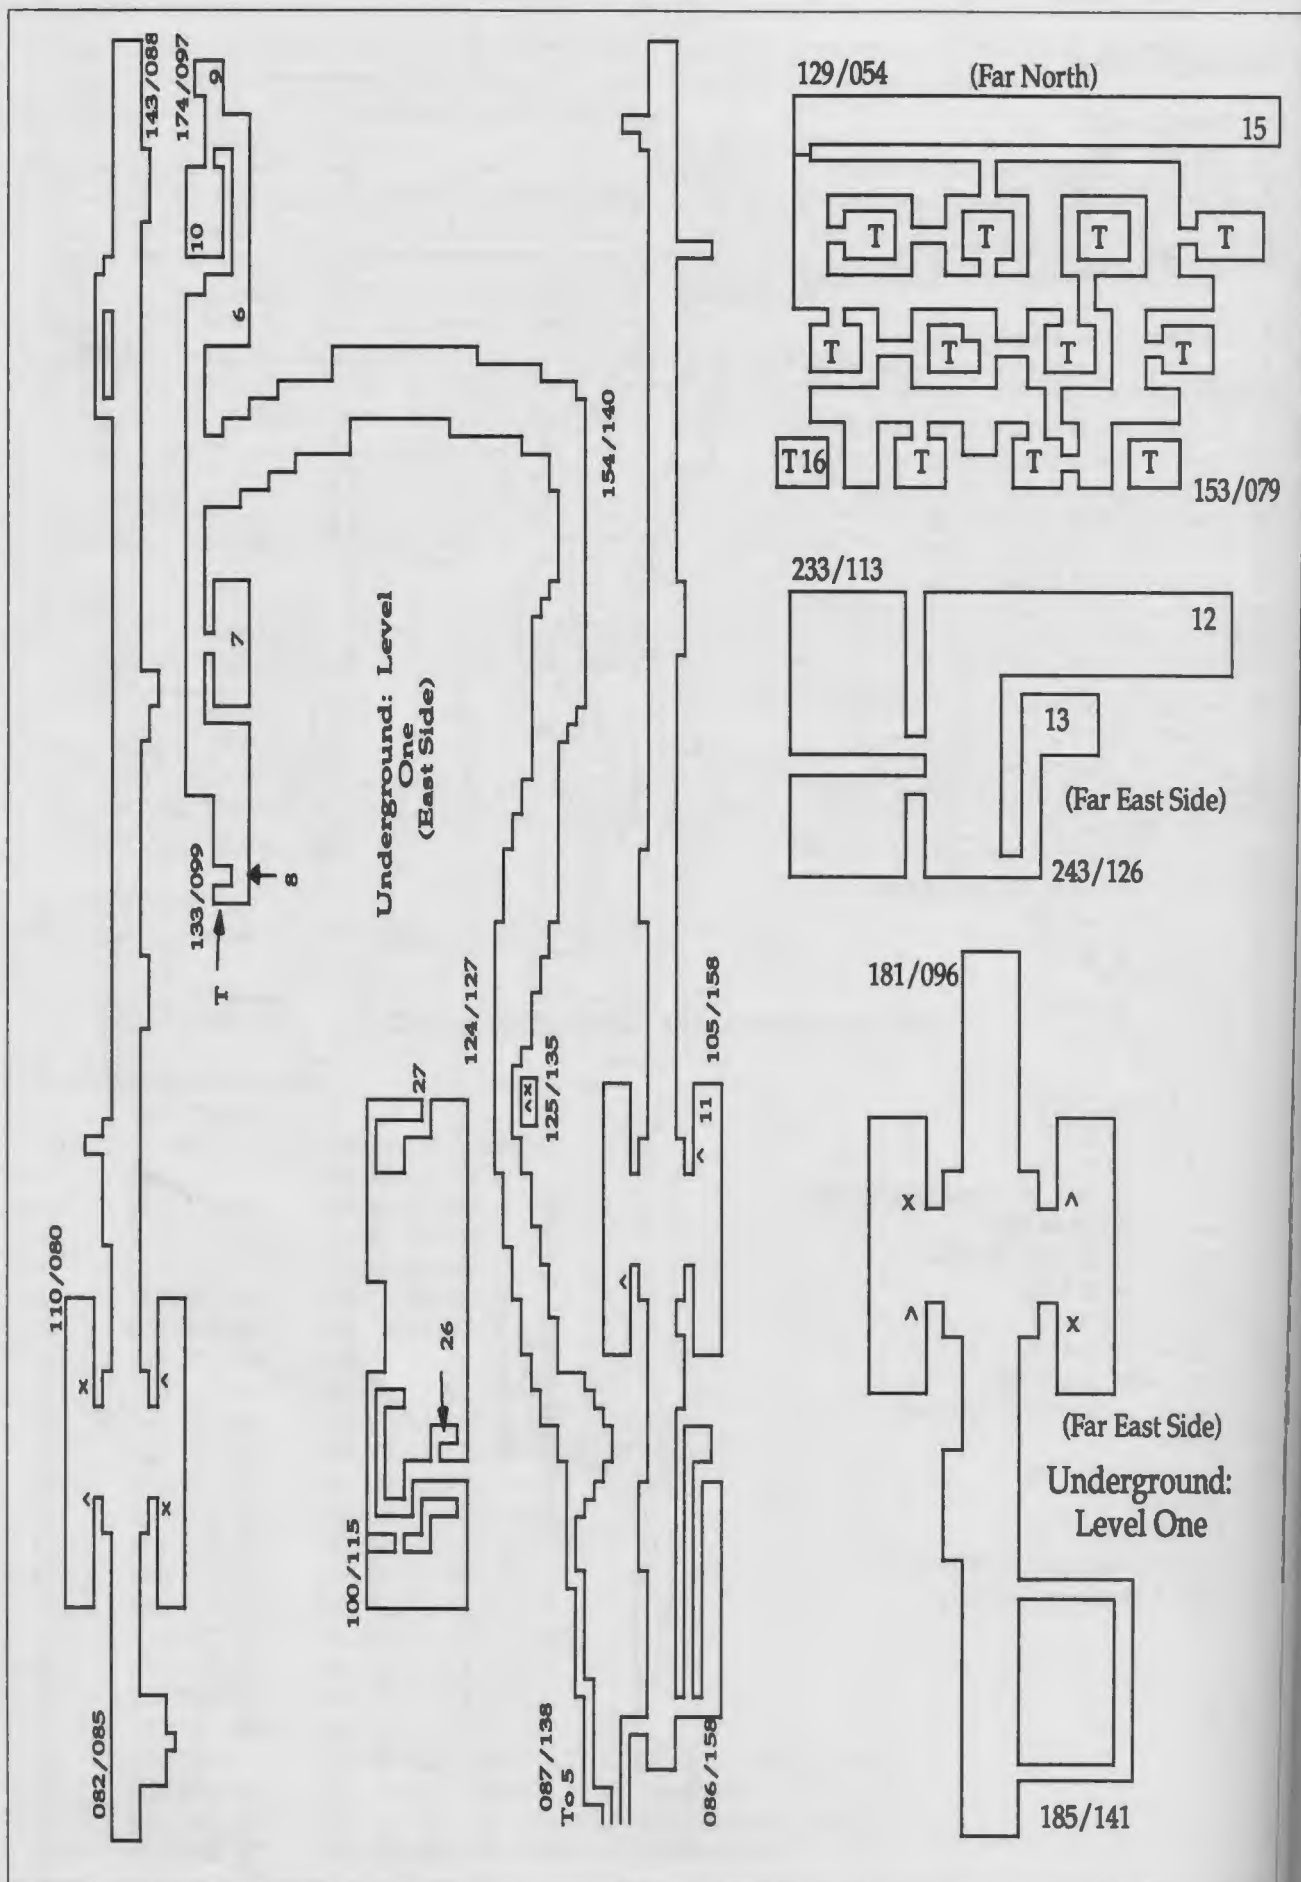 143/088
174/097
9
10
6
7
133/099
T
8
Underground: Level
One
(East Side)
154/140
124/127
^x
125/135
105/158
11
^
^
27
26
100/115
110/080
x
^
^
x
082/085
087/138
To 5
086/158
129/054
(Far North)
15
T
T
T
T
T
T
T
T
T16
T
T
T
153/079
233/113
12
13
(Far East Side)
243/126
181/096
x
^
^
x
(Far East Side)
Underground:
Level One
185/141